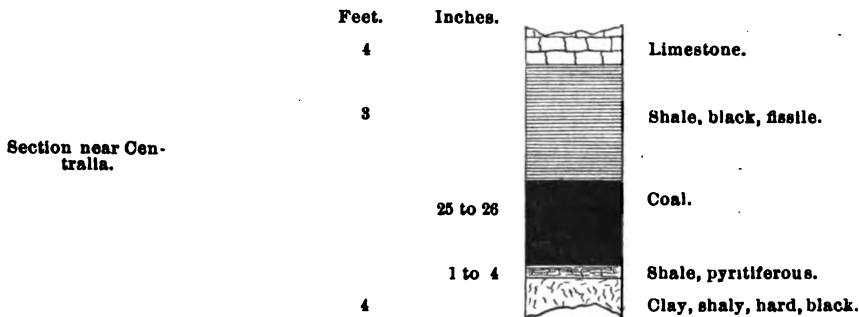 Feet. Inches.
4 Limestone.
3 Shale, black, fissile.
Section near Cen-
tralia.
25 to 26 Coal.
1 to 4 Shale, pyritiferous.
4 Clay, shaly, hard, black.